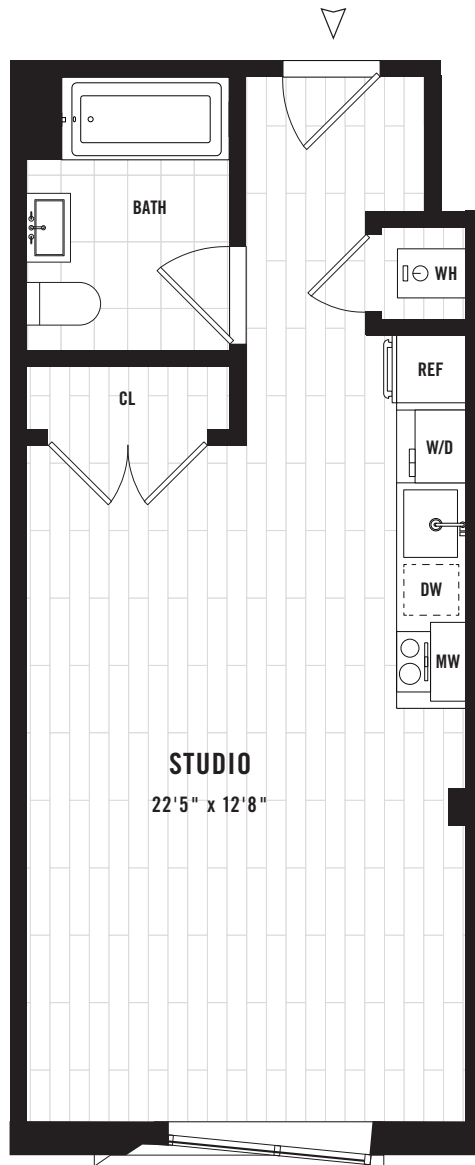 BATH
WH
REF
CL
W/D
DW
MW
STUDIO
22'5" x 12'8"